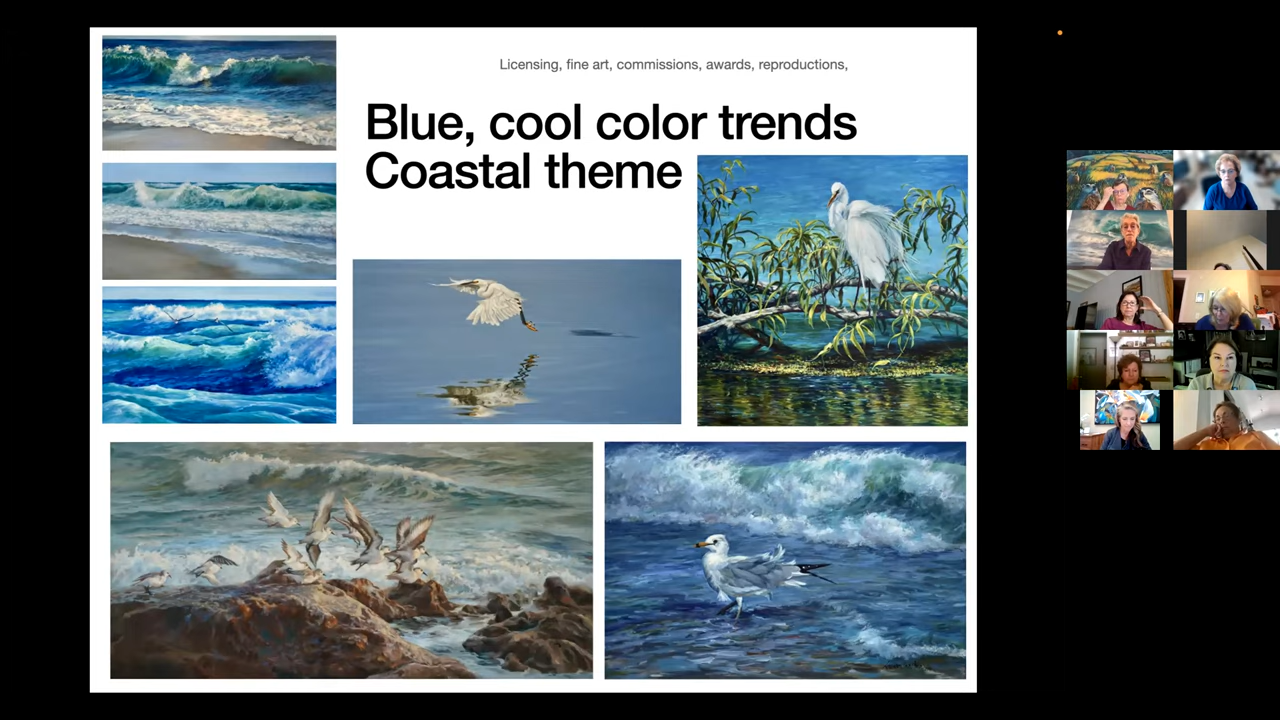 Licensing, fine art, commissions, awards, reproductions,
Blue, cool color trends
Coastal theme